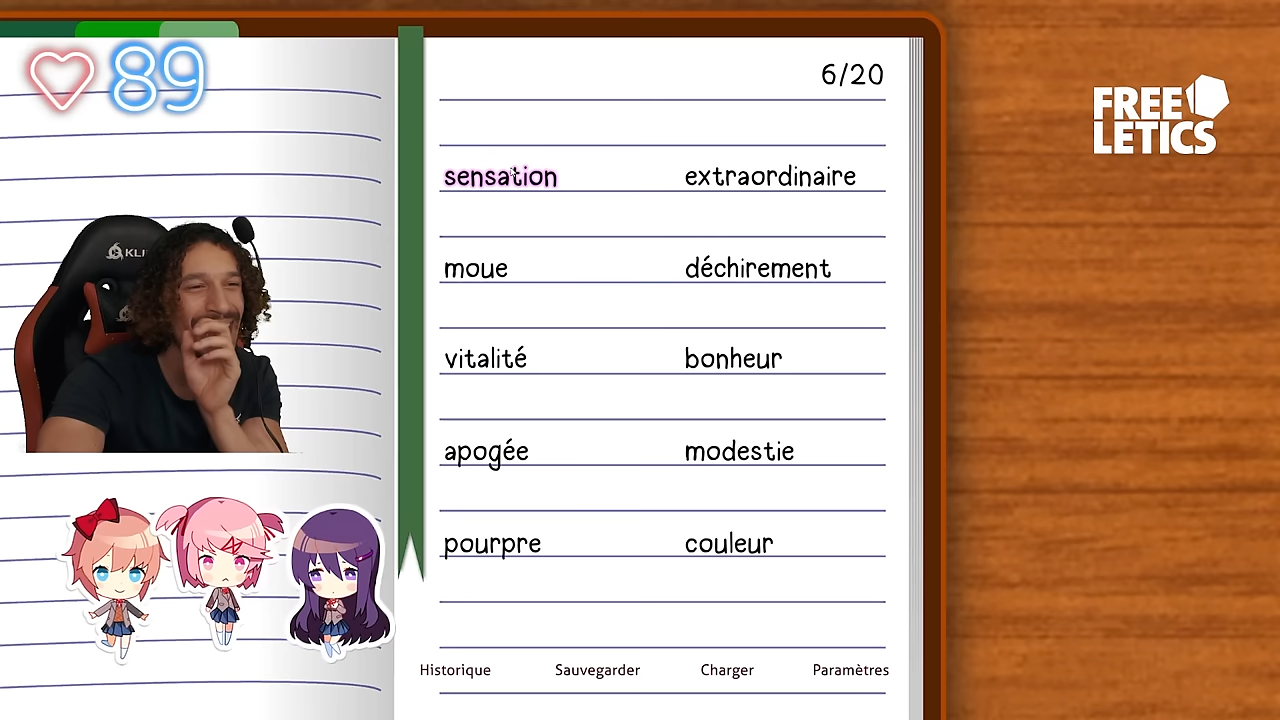 89
6/20
FREE
LETICS
KLI
sensation extraordinaire
moue déchirement
vitalité bonheur
apogée modestie
pourpre couleur
Historique Sauvegarder Charger Paramètres